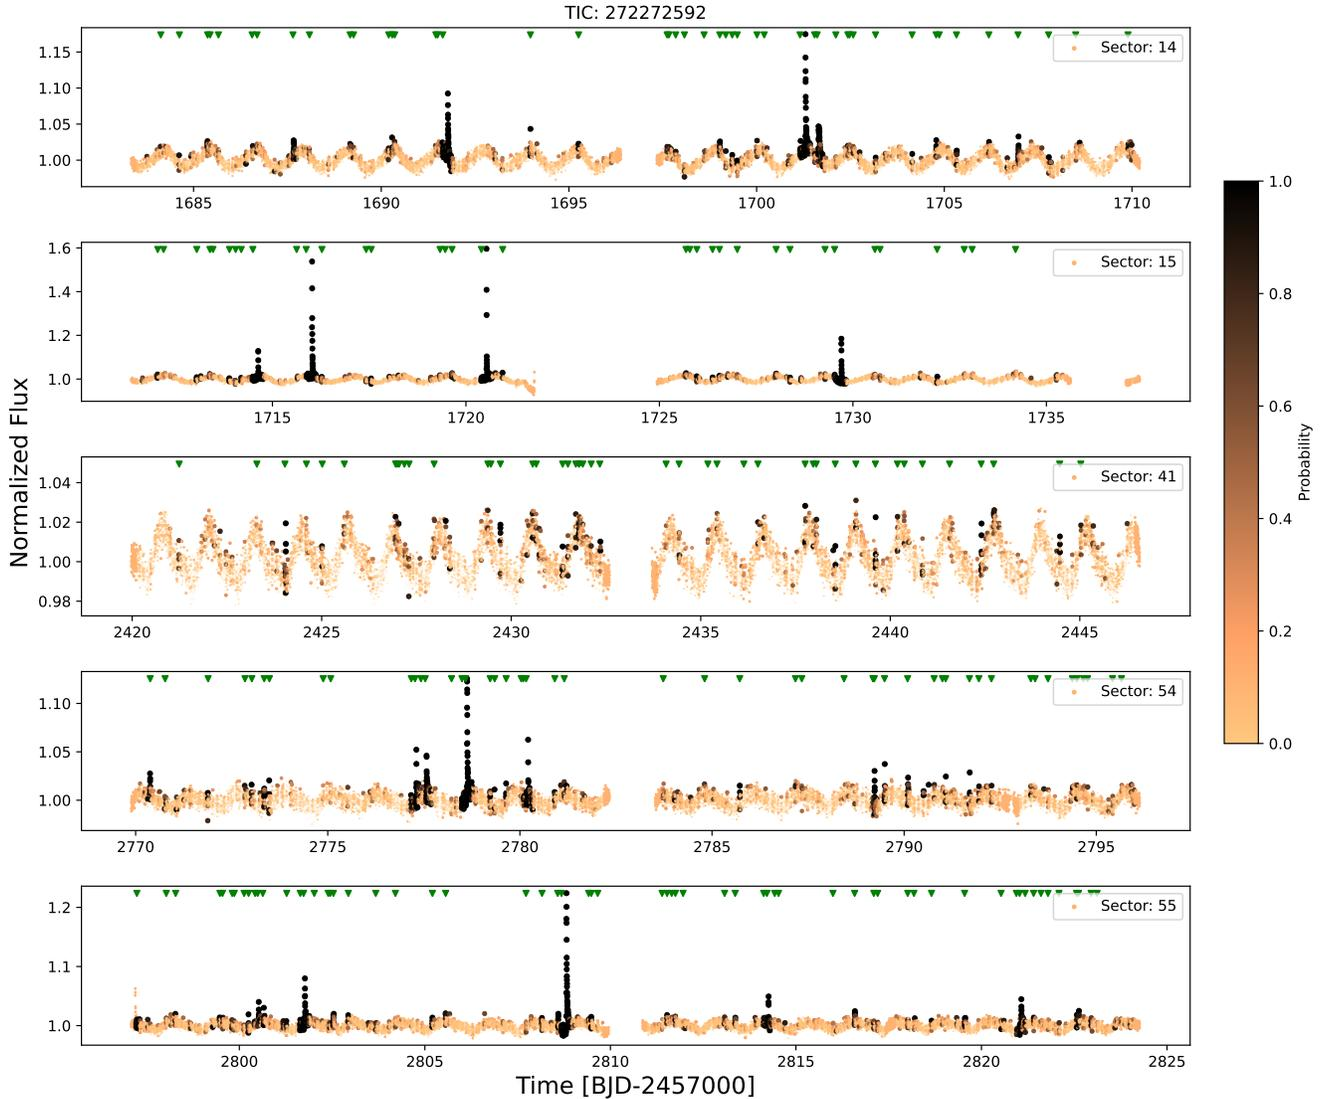 TIC: 272272592
Normalized Flux
1.15
1.10
1.05
1.00
Sector: 14
1685 1690 1695 1700 1705 1710
1.6
1.4
1.2
1.0
Sector: 15
1715 1720 1725 1730 1735
1.04
1.02
1.00
0.98
Sector: 41
2420 2425 2430 2435 2440 2445
1.10
1.05
1.00
Sector: 54
2770 2775 2780 2785 2790 2795
1.2
1.1
1.0
Sector: 55
2800 2805 2810 2815 2820 2825
Time [BJD-2457000]
1.0
0.8
0.6
0.4
0.2
0.0
Probability